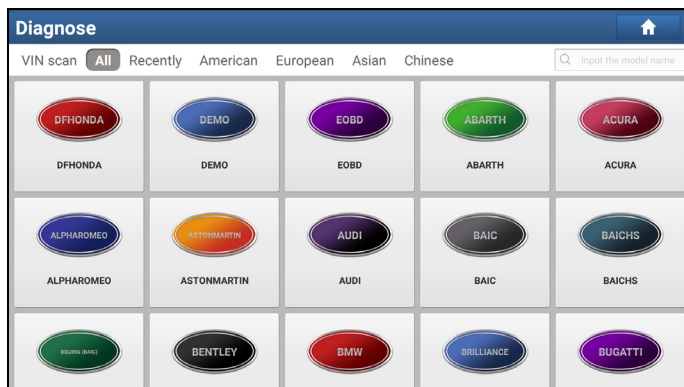 Diagnose
VIN scan All Recently American European Asian Chinese Input the model name
DFHONDA DEMO EOBD ABARTH ACURA
DFHONDA DEMO EOBD ABARTH ACURA
ALPHAROMEO ASTONMARTIN AUDI BAIC BAICHS
ALPHAROMEO ASTONMARTIN AUDI BAIC BAICHS
BEIJING (BAIC) BENTLEY BMW BRILLIANCE BUGATTI